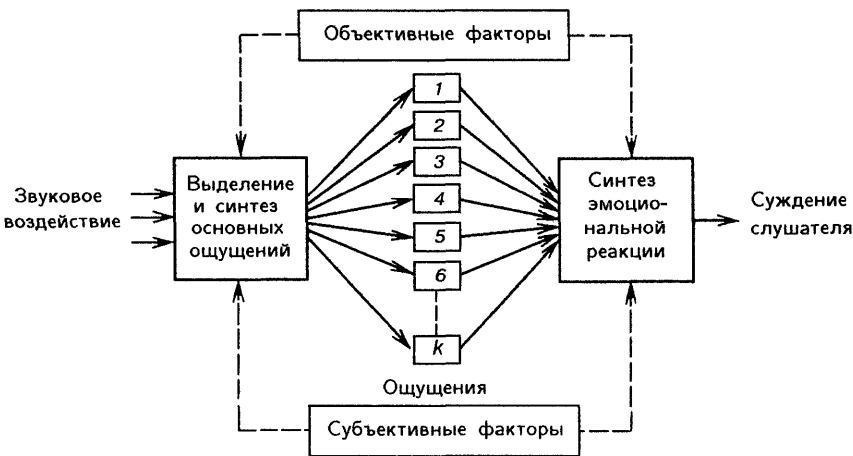 Объективные факторы
1
2
3
4
5
6
k
Звуковое
воздействие
Выделение
и синтез
основных
ощущений
Синтез
эмоцио-
нальной
реакции
Суждение
слушателя
Ощущения
Субъективные факторы